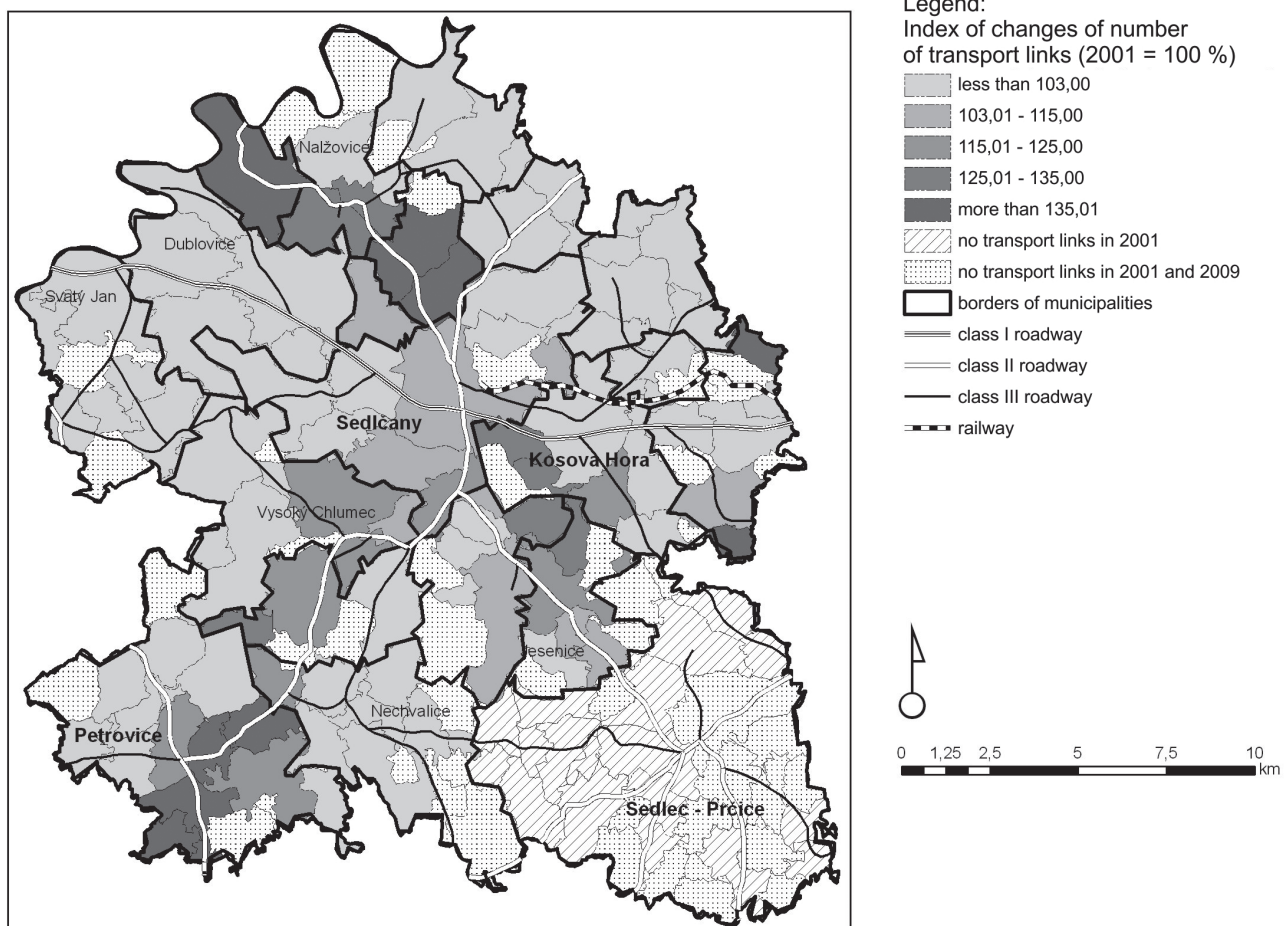 Legend:
Index of changes of number
of transport links (2001 = 100 %)
less than 103,00
103,01 - 115,00
115,01 - 125,00
125,01 - 135,00
more than 135,01
no transport links in 2001
no transport links in 2001 and 2009
borders of municipalities
class I roadway
class II roadway
class III roadway
railway
Nalžovice
Dublovice
Svatý Jan
Sedlčany
Kosova Hora
Vysoký Chlumec
Jesenice
Nechvalice
Petrovice
Sedlec - Prčice
0 1,25 2,5 5 7,5 10
km